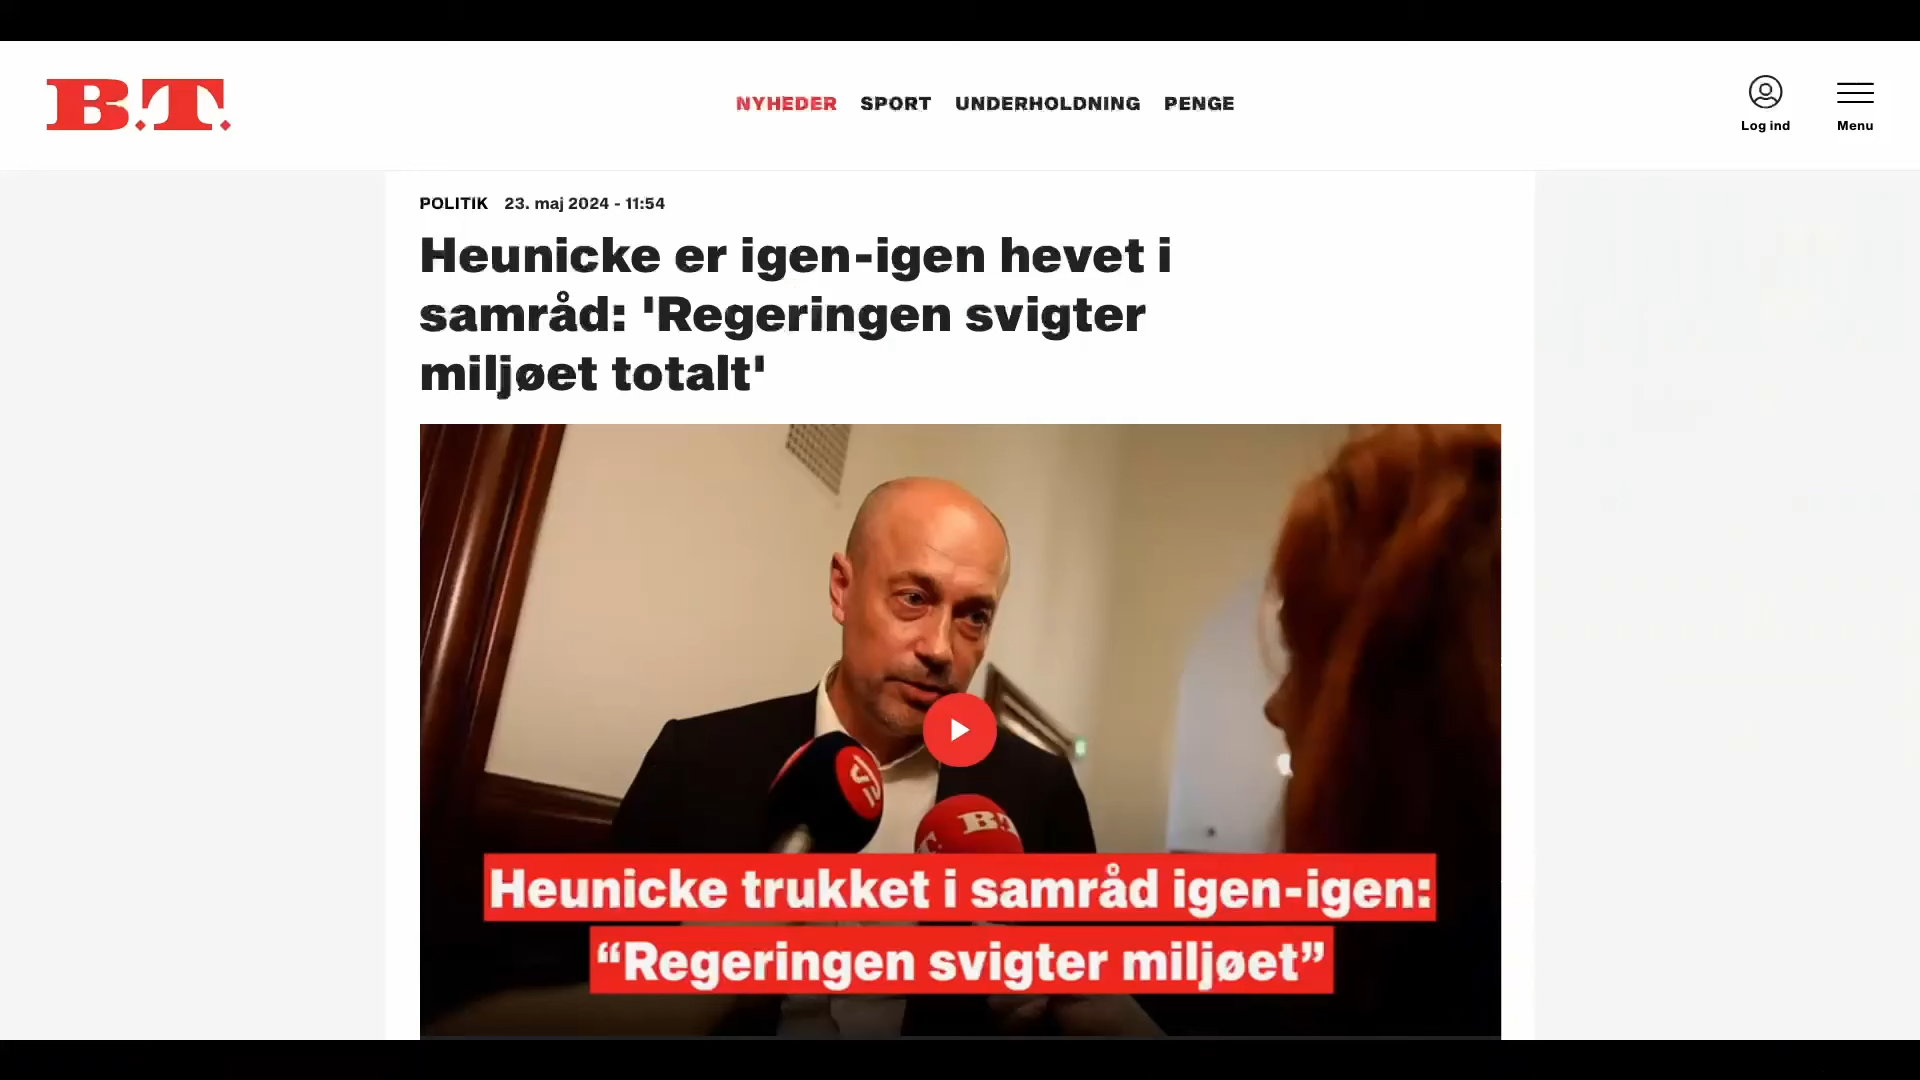 B.T.
NYHEDER SPORT UNDERHOLDNING PENGE
Log ind
Menu
POLITIK 23. maj 2024 - 11:54
Heunicke er igen-igen hevet i
samråd: 'Regeringen svigter
miljøet totalt'
B.T.
Heunicke trukket i samråd igen-igen:
“Regeringen svigter miljøet”